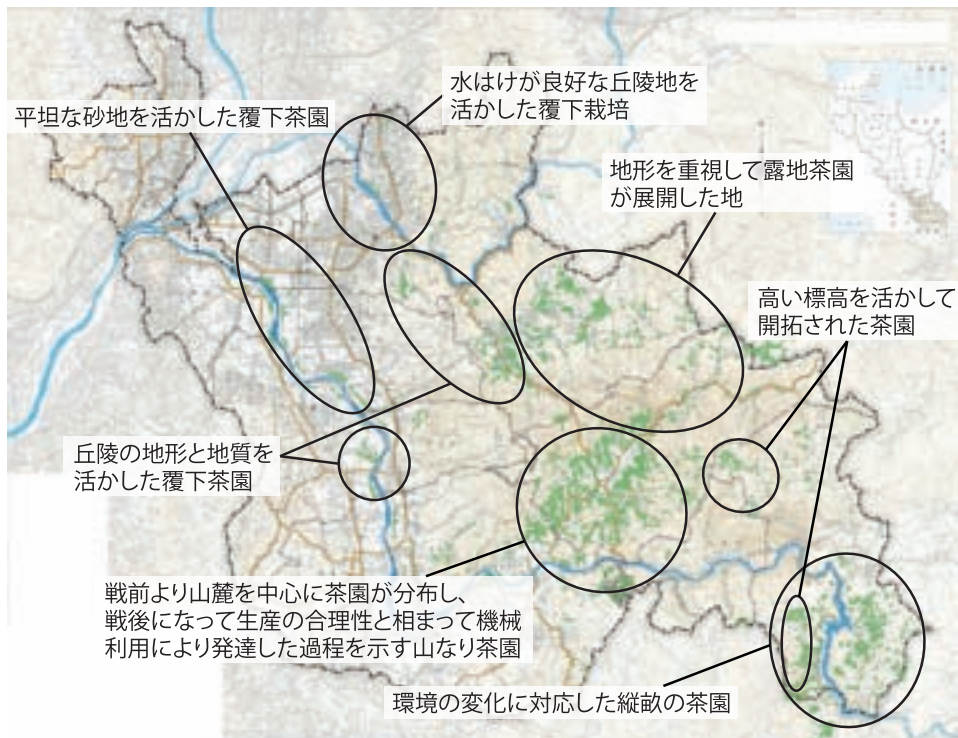 水はけが良好な丘陵地を
活かした覆下栽培
平坦な砂地を活かした覆下茶園
地形を重視して露地茶園
が展開した地
高い標高を活かして
開拓された茶園
丘陵の地形と地質を
活かした覆下茶園
戦前より山麓を中心に茶園が分布し、
戦後になって生産の合理性と相まって機械
利用により発達した過程を示す山なり茶園
環境の変化に対応した縦畝の茶園